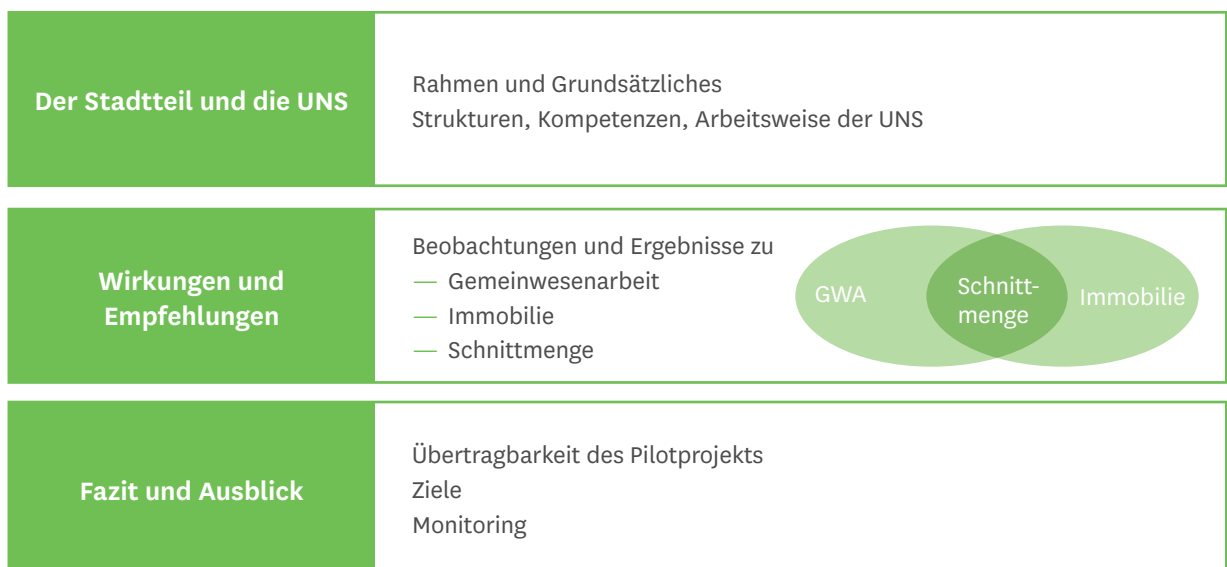 Der Stadtteil und die UNS
Rahmen und Grundsätzliches
Strukturen, Kompetenzen, Arbeitsweise der UNS
Wirkungen und
Empfehlungen
Beobachtungen und Ergebnisse zu
— Gemeinwesenarbeit
— Immobilie
— Schnittmenge
GWA
Schnitt-
menge
Immobilie
Fazit und Ausblick
Übertragbarkeit des Pilotprojekts
Ziele
Monitoring